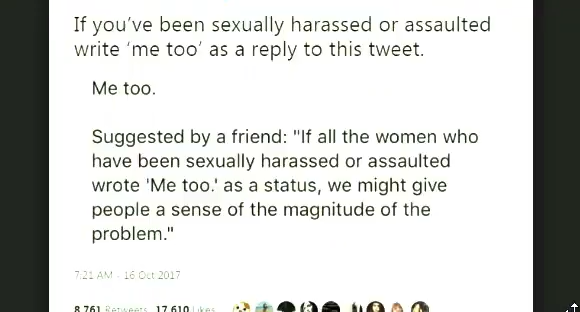 If you've been sexually harassed or assaulted
write 'me too' as a reply to this tweet.
Me too.
Suggested by a friend: "If all the women who
have been sexually harassed or assaulted
wrote 'Me too.' as a status, we might give
people a sense of the magnitude of the
problem."
7:21 AM - 16 Oct 2017
8,761 Retweets 17,610 Likes